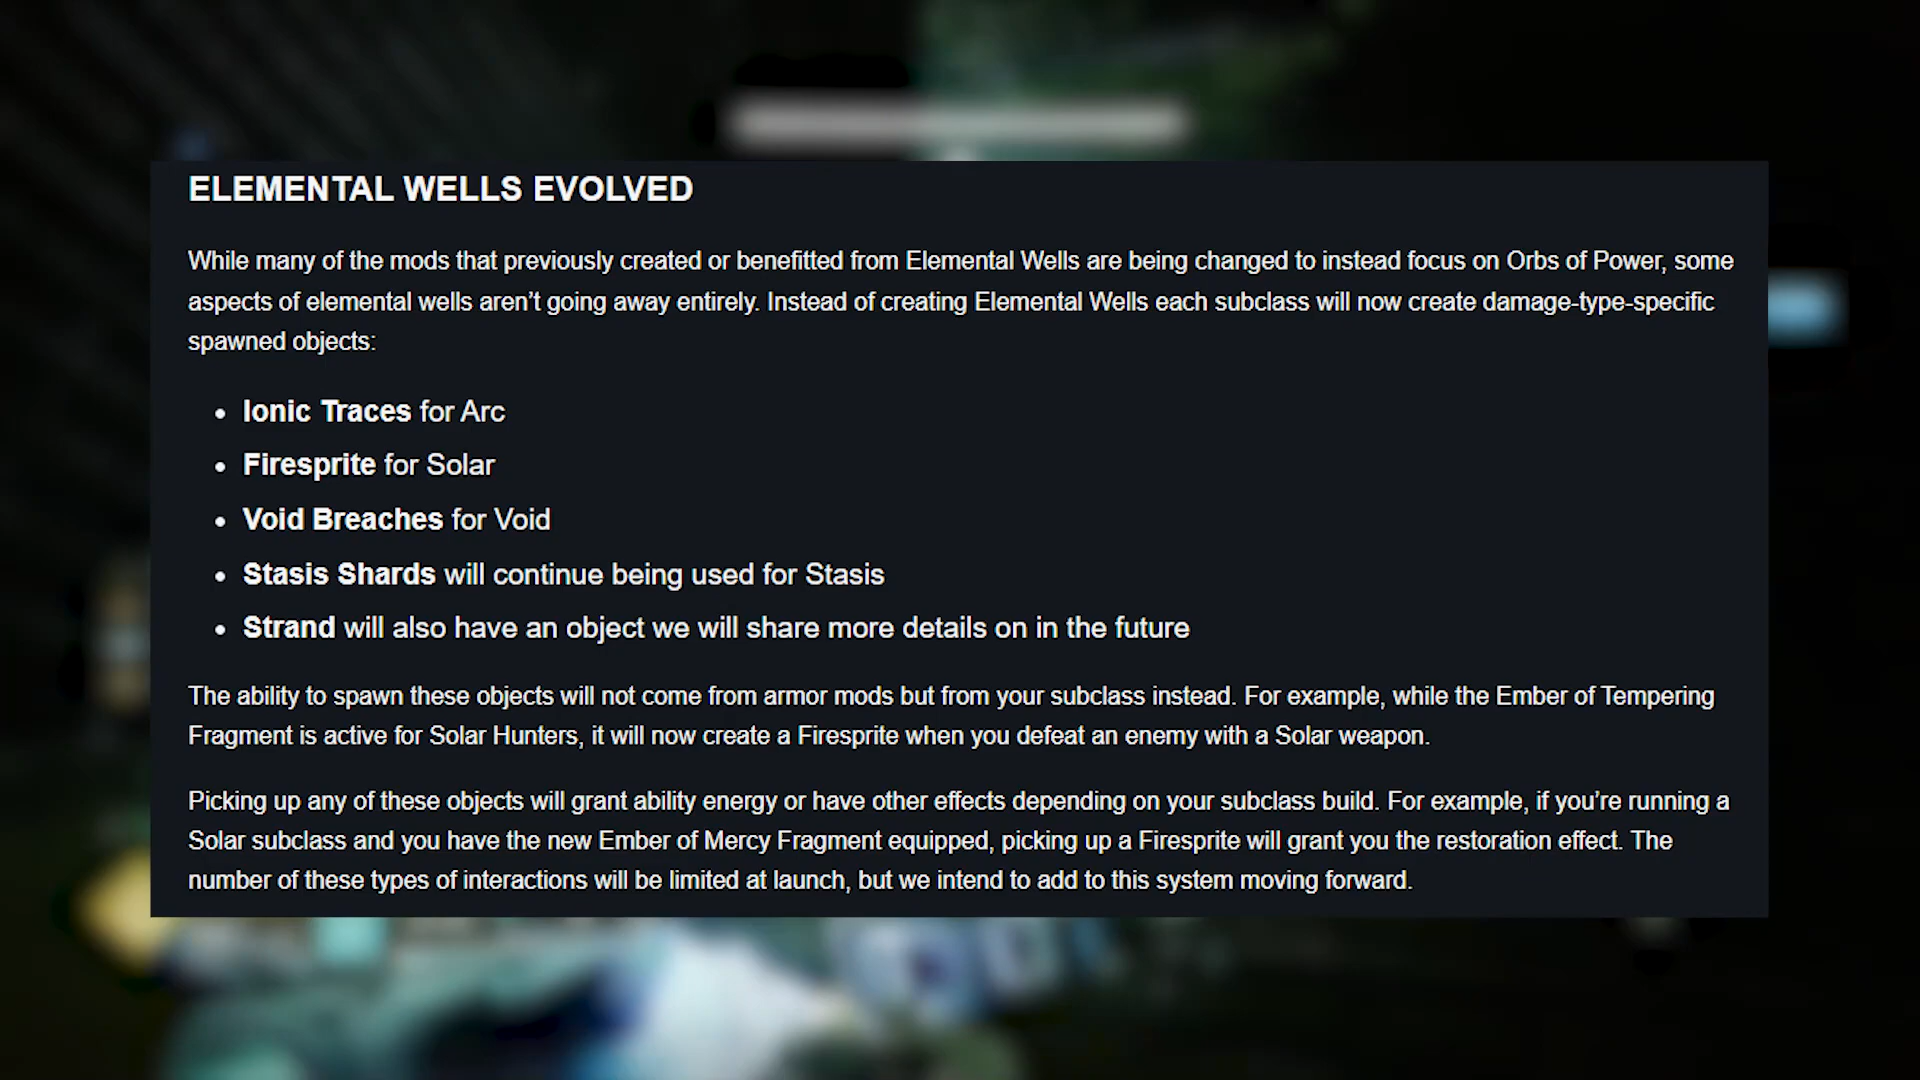 ELEMENTAL WELLS EVOLVED
While many of the mods that previously created or benefitted from Elemental Wells are being changed to instead focus on Orbs of Power, some
aspects of elemental wells aren’t going away entirely. Instead of creating Elemental Wells each subclass will now create damage-type-specific
spawned objects:
• Ionic Traces for Arc
• Firesprite for Solar
• Void Breaches for Void
• Stasis Shards will continue being used for Stasis
• Strand will also have an object we will share more details on in the future
The ability to spawn these objects will not come from armor mods but from your subclass instead. For example, while the Ember of Tempering
Fragment is active for Solar Hunters, it will now create a Firesprite when you defeat an enemy with a Solar weapon.
Picking up any of these objects will grant ability energy or have other effects depending on your subclass build. For example, if you’re running a
Solar subclass and you have the new Ember of Mercy Fragment equipped, picking up a Firesprite will grant you the restoration effect. The
number of these types of interactions will be limited at launch, but we intend to add to this system moving forward.